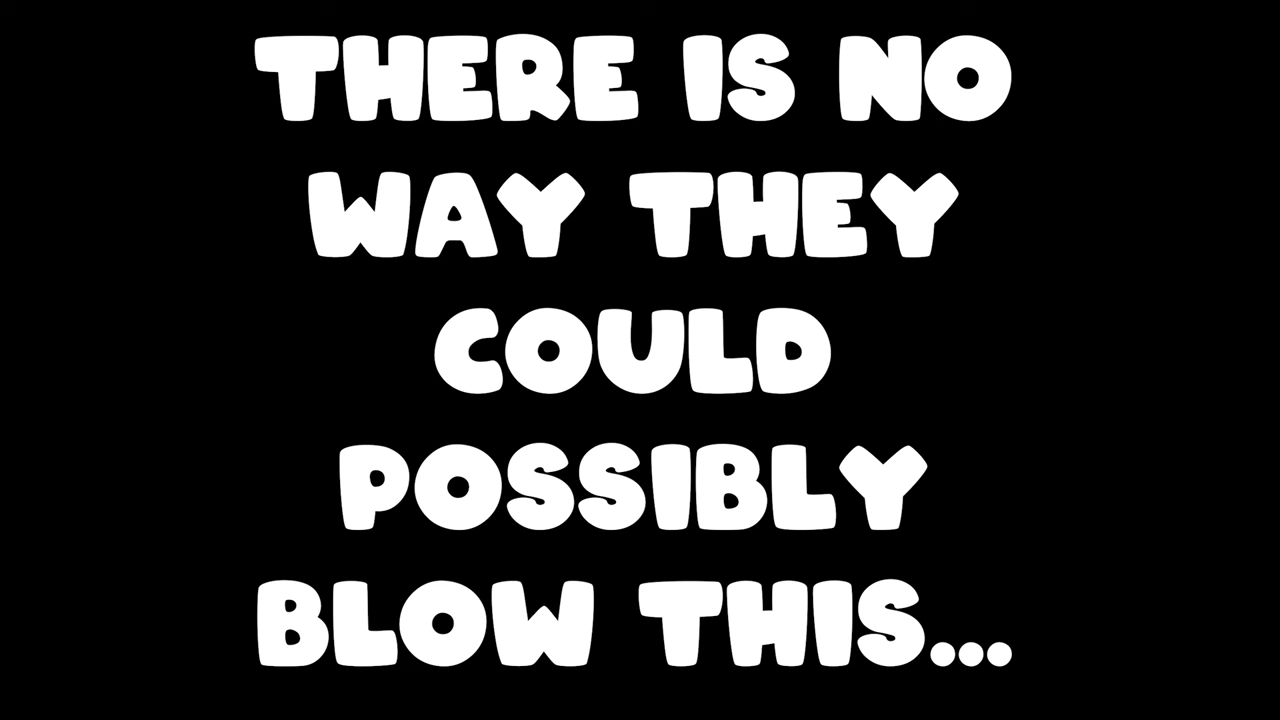 THERE IS NO
WAY THEY
COULD
POSSIBLY
BLOW THIS...